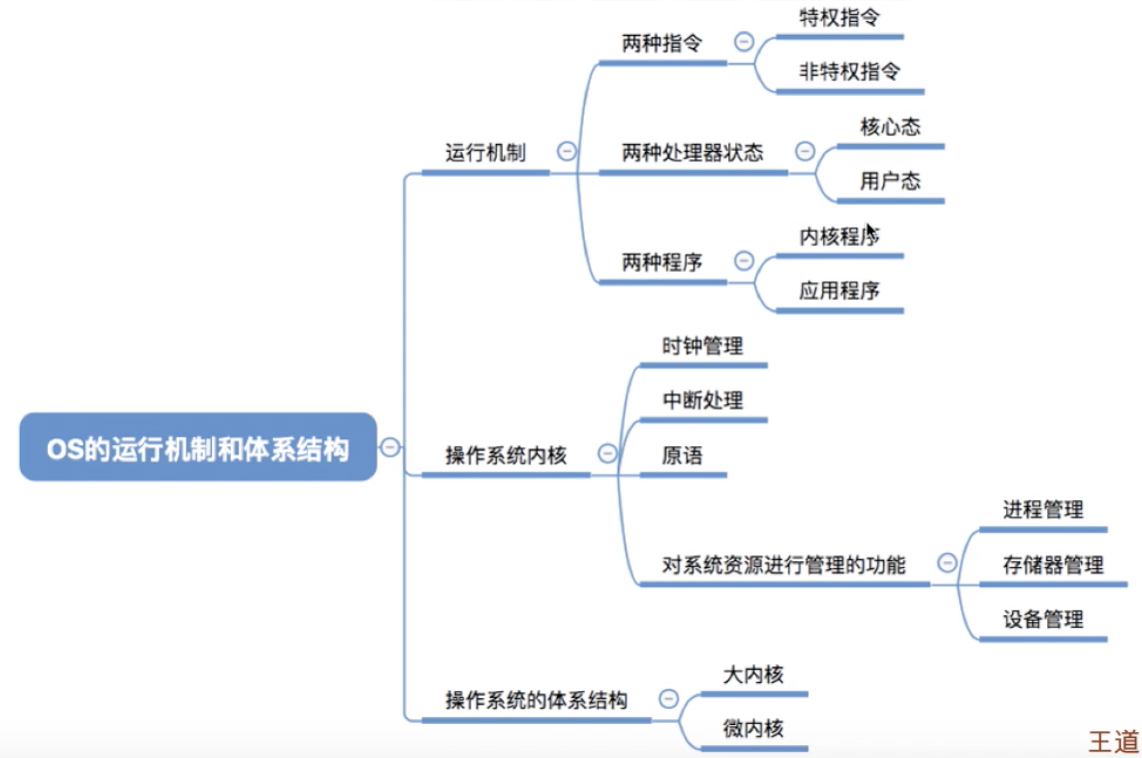 特权指令
两种指令
非特权指令
核心态
运行机制
两种处理器状态
用户态
内核程序
两种程序
应用程序
时钟管理
中断处理
OS的运行机制和体系结构
操作系统内核
原语
进程管理
对系统资源进行管理的功能
存储器管理
设备管理
大内核
操作系统的体系结构
微内核
王道